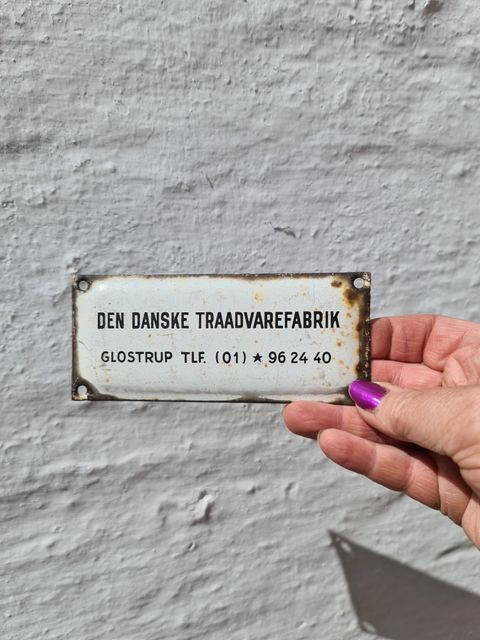 DEN DANSKE TRAADVAREFABRIK
GLOSTRUP TLF. (01) ★ 96 24 40